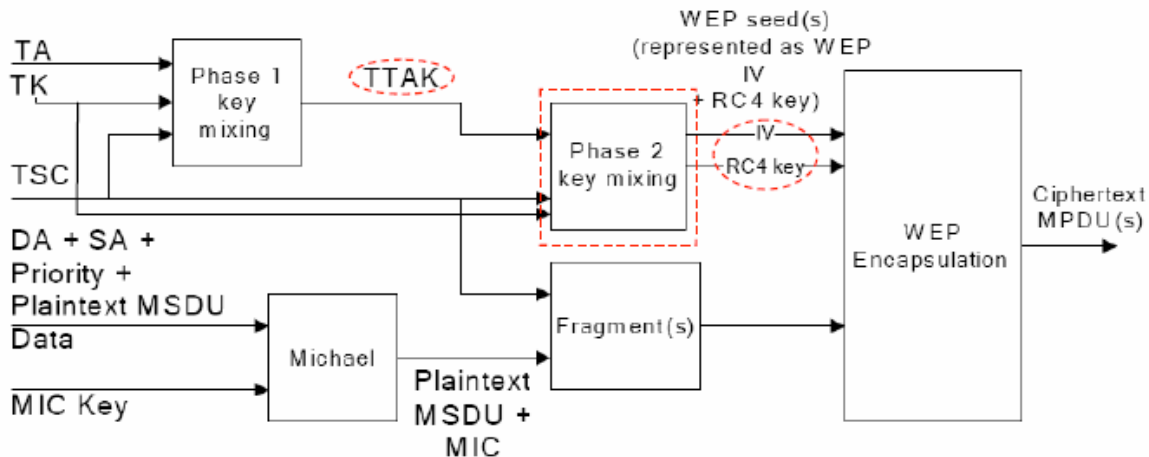 TA
TK
TSC
Phase 1
key
mixing
TTAK
WEP seed(s)
(represented as WEP
IV
+ RC4 key)
Phase 2
key mixing
IV
RC4 key
WEP
Encapsulation
Ciphertext
MPDU(s)
DA + SA +
Priority +
Plaintext MSDU
Data
MIC Key
Michael
Plaintext
MSDU +
MIC
Fragment(s)